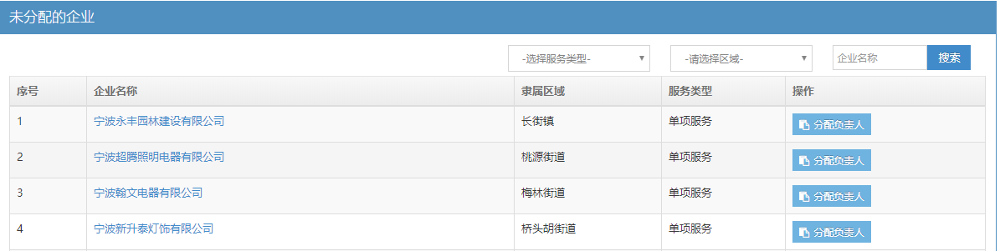 未分配的企业
-选择服务类型- -请选择区域- 企业名称 搜索
序号 企业名称 隶属区域 服务类型 操作
1 宁波永丰园林建设有限公司 长街镇 单项服务 分配负责人
2 宁波超腾照明电器有限公司 桃源街道 单项服务 分配负责人
3 宁波翰文电器有限公司 梅林街道 单项服务 分配负责人
4 宁波新升泰灯饰有限公司 桥头胡街道 单项服务 分配负责人